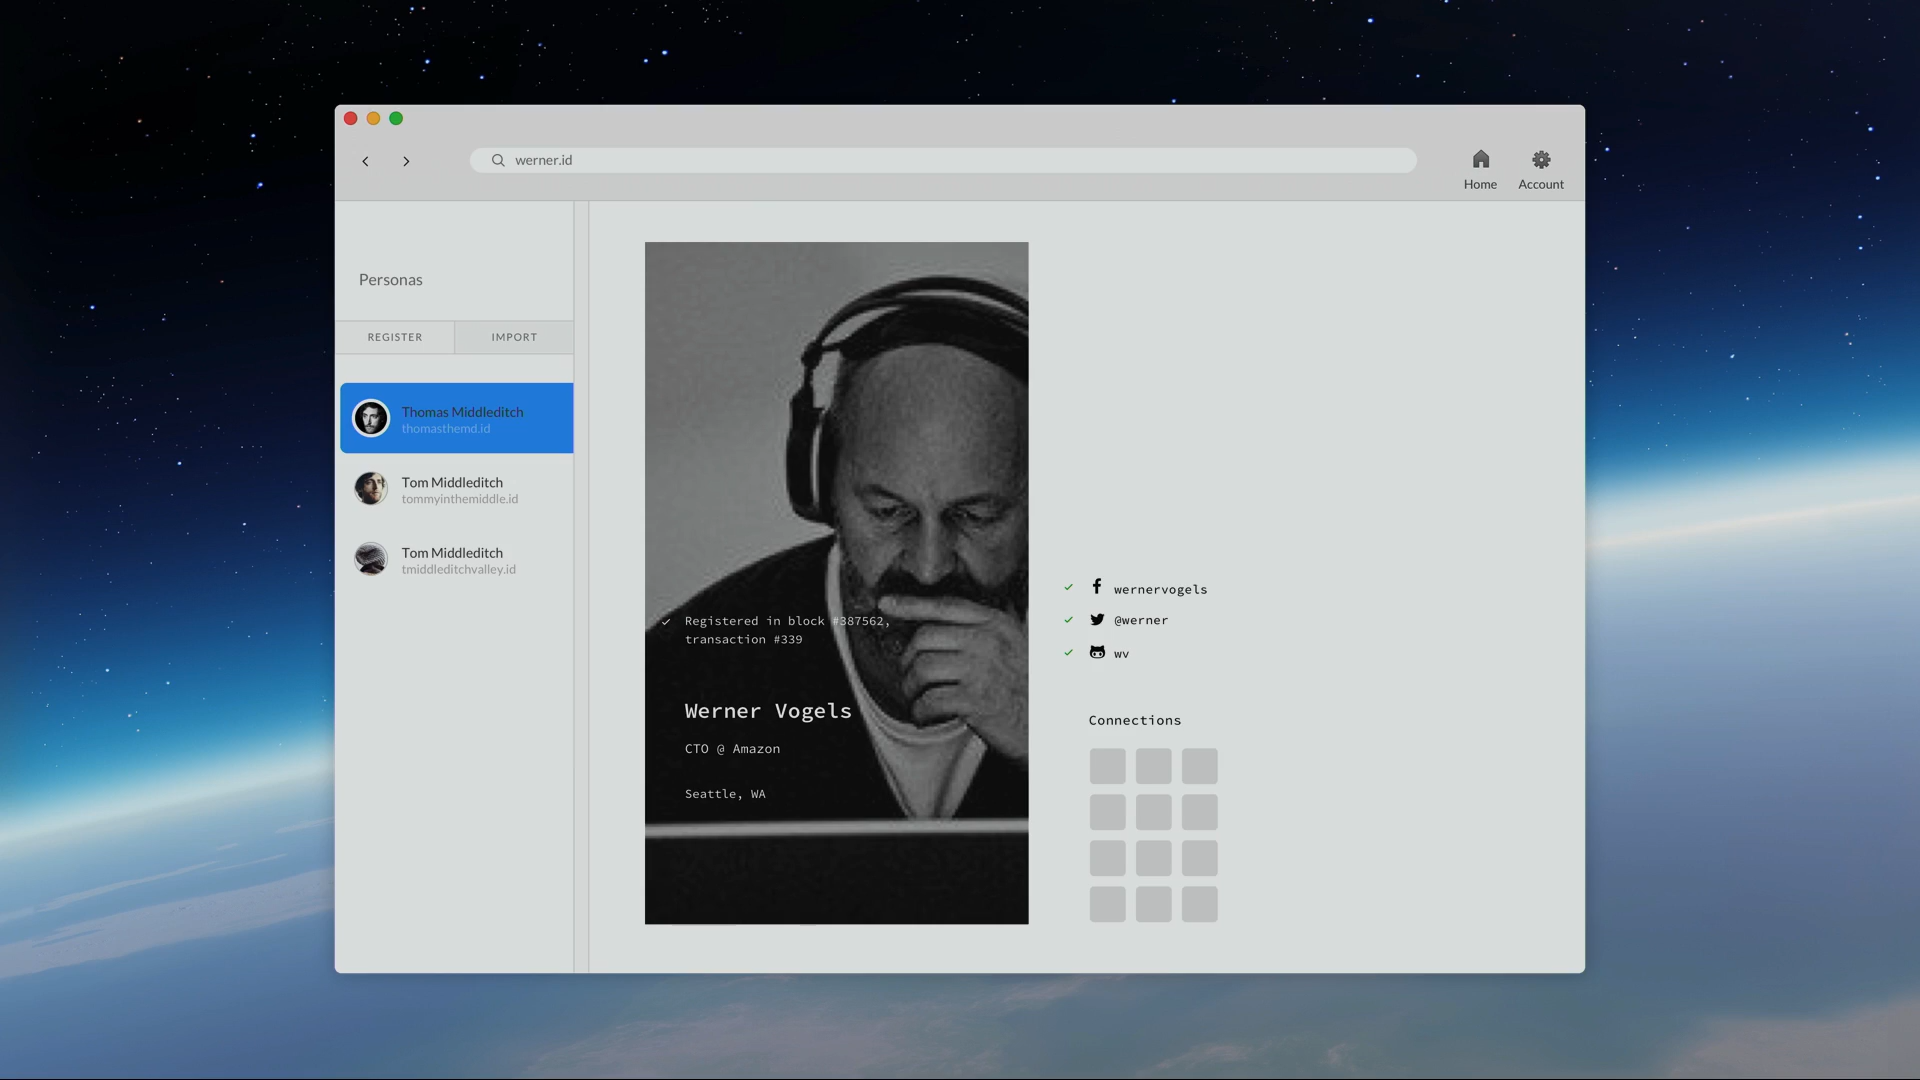 werner.id
Home
Account
Personas
REGISTER
IMPORT
Thomas Middleditch
thomasthemd.id
Tom Middleditch
tommyinthemiddle.id
Tom Middleditch
tmiddleditchvalley.id
Registered in block #387562,
transaction #339
Werner Vogels
CTO @ Amazon
Seattle, WA
wernervogels
@werner
wv
Connections